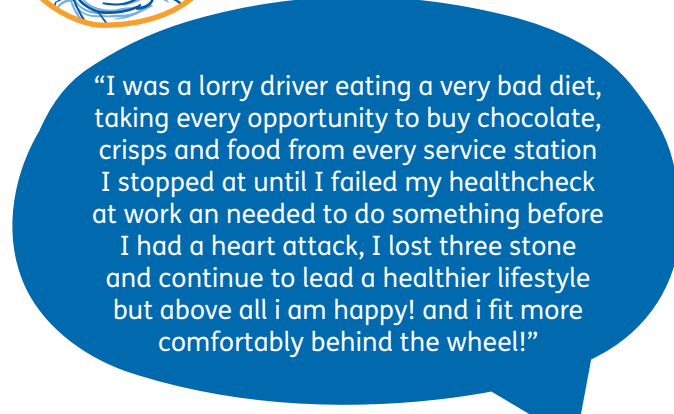 “I was a lorry driver eating a very bad diet,
taking every opportunity to buy chocolate,
crisps and food from every service station
I stopped at until I failed my healthcheck
at work an needed to do something before
I had a heart attack, I lost three stone
and continue to lead a healthier lifestyle
but above all i am happy! and i fit more
comfortably behind the wheel!”